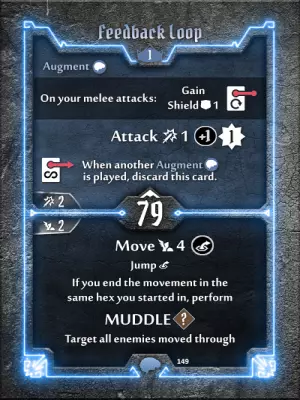 Feedback Loop
1
Augment
On your melee attacks: Gain
Shield 1
Attack 1 +1 1
When another Augment
is played, discard this card.
2
79
2
Move 4
Jump
If you end the movement in the
same hex you started in, perform
MUDDLE ?
Target all enemies moved through
149